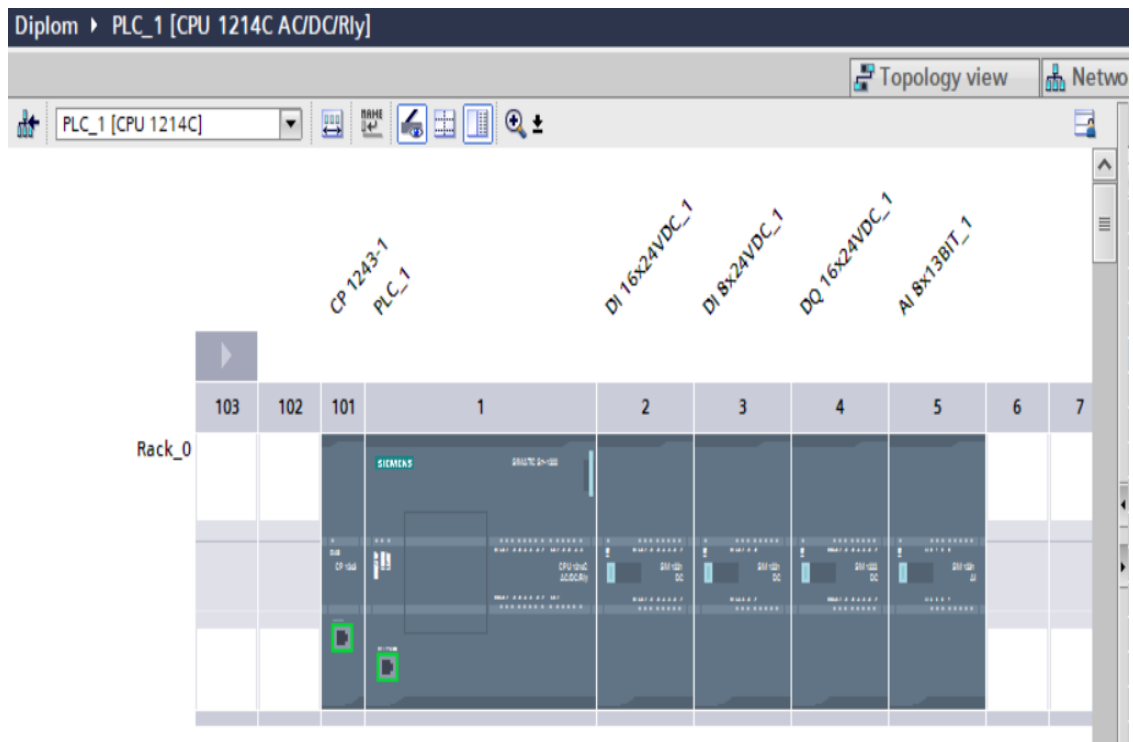 Diplom ▸ PLC_1 [CPU 1214C AC/DC/Rly]
Topology view
Netwo
PLC_1 [CPU 1214C]
CP 1243-1
PLC_1
DI 16x24VDC_1
DI 8x24VDC_1
DQ 16x24VDC_1
AI 8x13BIT_1
103 102 101 1 2 3 4 5 6 7
Rack_0
SIEMENS